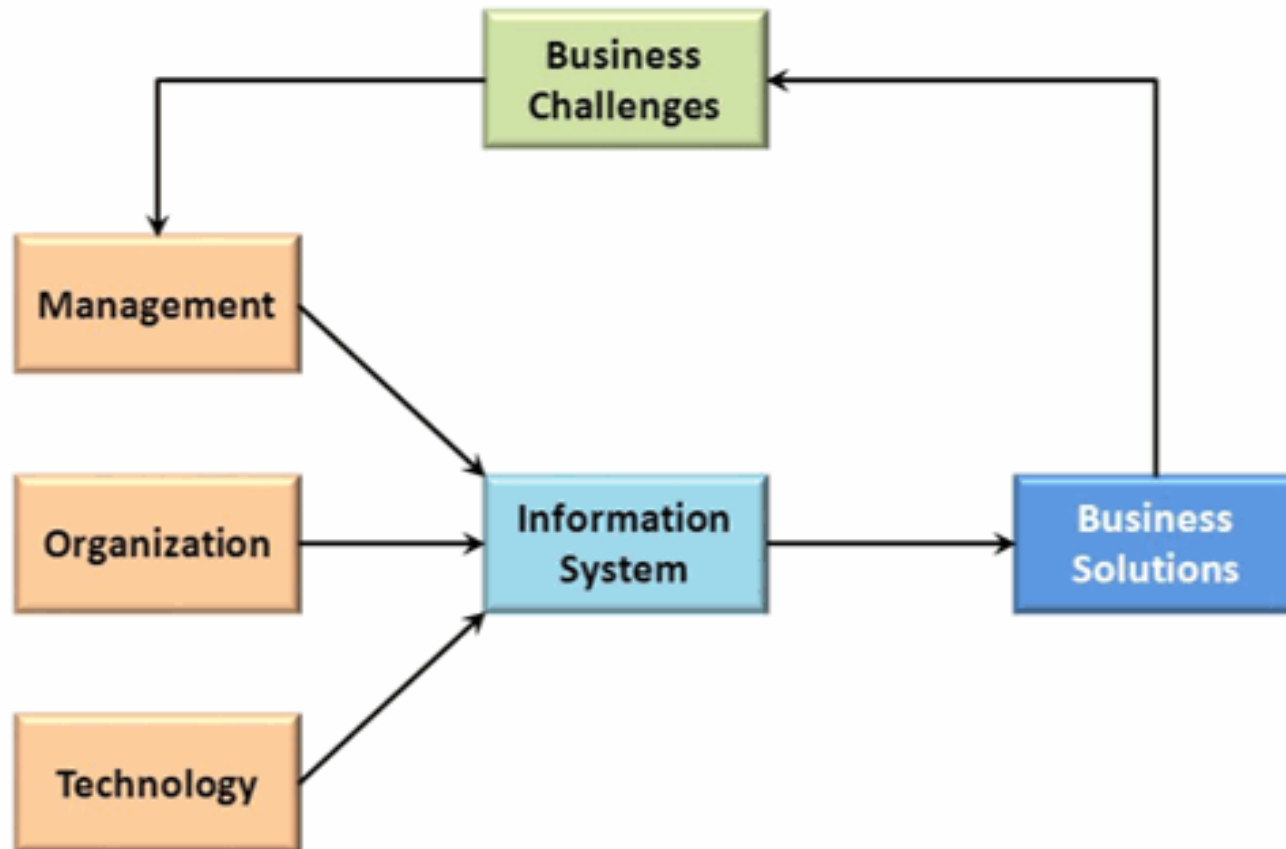 Business
Challenges
Management
Organization
Information
System
Business
Solutions
Technology